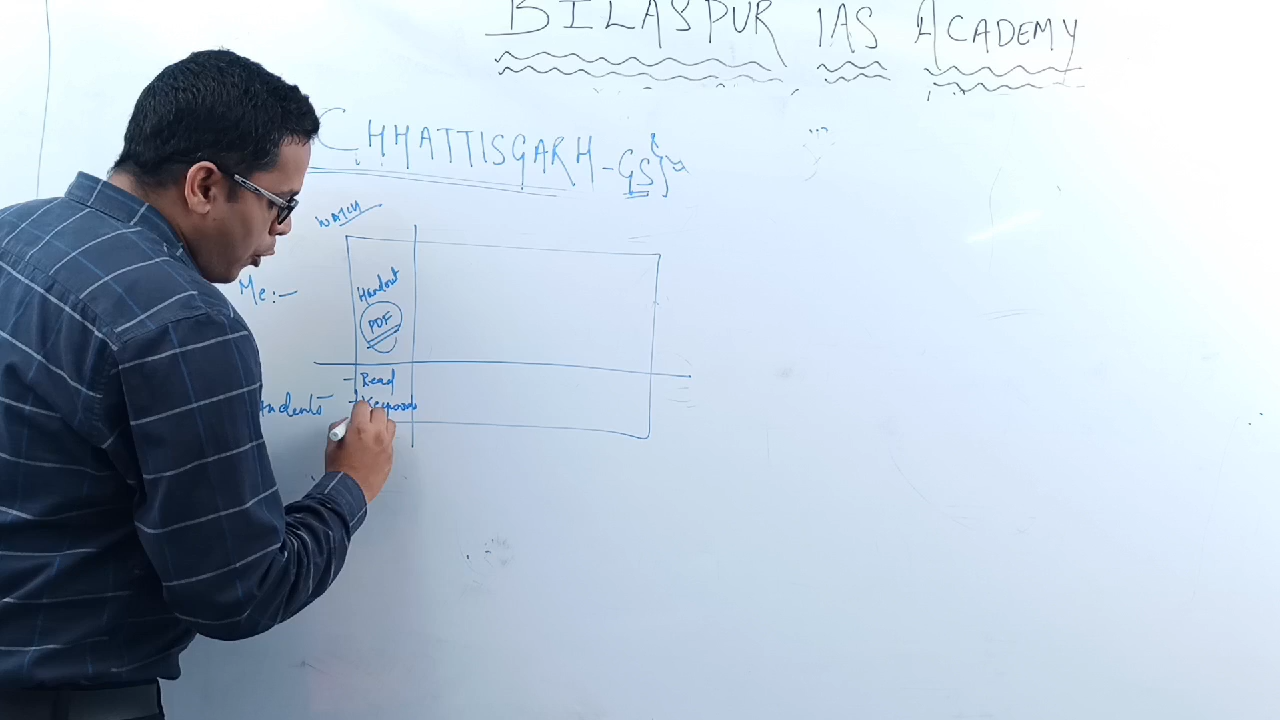 BILASPUR IAS ACADEMY
CHHATTISGARH - GS}
WATCH
Me:-
Handout
PDF
- Read
- Keywords